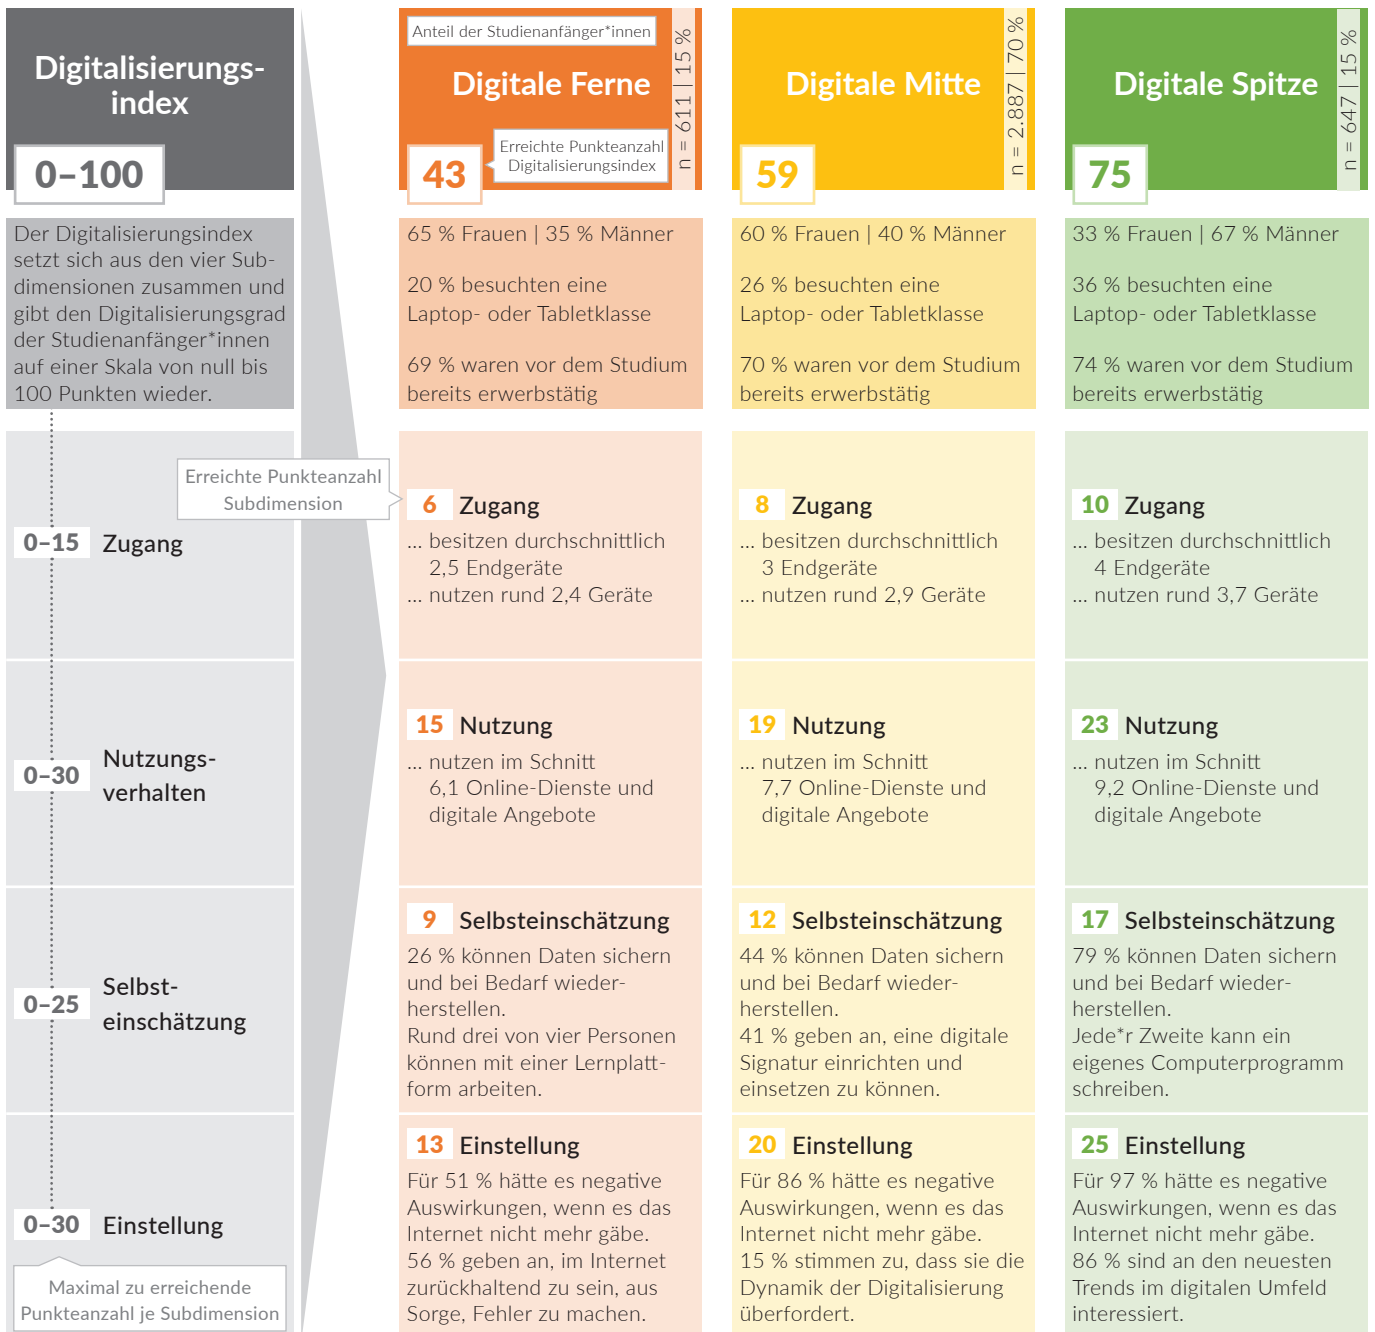 Digitalisierungs-
index
0–100
Der Digitalisierungsindex
setzt sich aus den vier Sub-
dimensionen zusammen und
gibt den Digitalisierungsgrad
der Studienanfänger*innen
auf einer Skala von null bis
100 Punkten wieder.
0–15 Zugang
0–30 Nutzungs-
verhalten
0–25 Selbst-
einschätzung
0–30 Einstellung
Maximal zu erreichende
Punkteanzahl je Subdimension
Anteil der Studienanfänger*innen
n = 611 | 15 %
Digitale Ferne
43
Erreichte Punkteanzahl
Digitalisierungsindex
65 % Frauen | 35 % Männer
20 % besuchten eine
Laptop- oder Tabletklasse
69 % waren vor dem Studium
bereits erwerbstätig
Erreichte Punkteanzahl
Subdimension
6 Zugang
... besitzen durchschnittlich
2,5 Endgeräte
... nutzen rund 2,4 Geräte
15 Nutzung
... nutzen im Schnitt
6,1 Online-Dienste und
digitale Angebote
9 Selbsteinschätzung
26 % können Daten sichern
und bei Bedarf wieder-
herstellen.
Rund drei von vier Personen
können mit einer Lernplatt-
form arbeiten.
13 Einstellung
Für 51 % hätte es negative
Auswirkungen, wenn es das
Internet nicht mehr gäbe.
56 % geben an, im Internet
zurückhaltend zu sein, aus
Sorge, Fehler zu machen.
Digitale Mitte
n = 2.887 | 70 %
59
60 % Frauen | 40 % Männer
26 % besuchten eine
Laptop- oder Tabletklasse
70 % waren vor dem Studium
bereits erwerbstätig
8 Zugang
... besitzen durchschnittlich
3 Endgeräte
... nutzen rund 2,9 Geräte
19 Nutzung
... nutzen im Schnitt
7,7 Online-Dienste und
digitale Angebote
12 Selbsteinschätzung
44 % können Daten sichern
und bei Bedarf wieder-
herstellen.
41 % geben an, eine digitale
Signatur einrichten und
einsetzen zu können.
20 Einstellung
Für 86 % hätte es negative
Auswirkungen, wenn es das
Internet nicht mehr gäbe.
15 % stimmen zu, dass sie die
Dynamik der Digitalisierung
überfordert.
Digitale Spitze
n = 647 | 15 %
75
33 % Frauen | 67 % Männer
36 % besuchten eine
Laptop- oder Tabletklasse
74 % waren vor dem Studium
bereits erwerbstätig
10 Zugang
... besitzen durchschnittlich
4 Endgeräte
... nutzen rund 3,7 Geräte
23 Nutzung
... nutzen im Schnitt
9,2 Online-Dienste und
digitale Angebote
17 Selbsteinschätzung
79 % können Daten sichern
und bei Bedarf wieder-
herstellen.
Jede*r Zweite kann ein
eigenes Computerprogramm
schreiben.
25 Einstellung
Für 97 % hätte es negative
Auswirkungen, wenn es das
Internet nicht mehr gäbe.
86 % sind an den neuesten
Trends im digitalen Umfeld
interessiert.